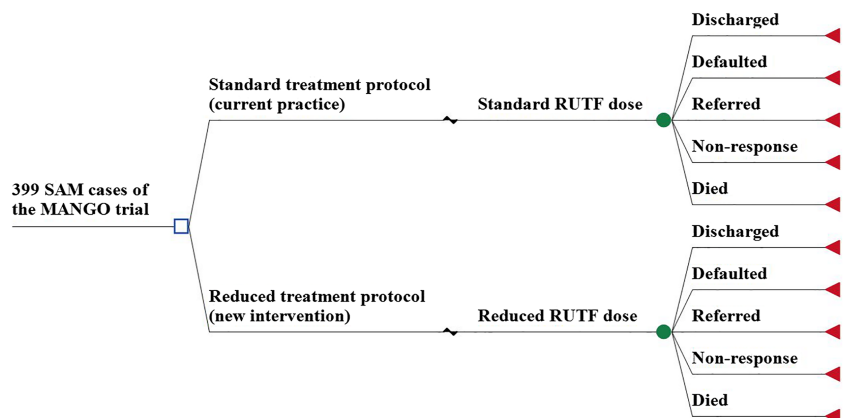 Discharged
Defaulted
Standard treatment protocol
(current practice)
Standard RUTF dose
Referred
Non-response
Died
399 SAM cases of
the MANGO trial
Discharged
Defaulted
Reduced treatment protocol
(new intervention)
Reduced RUTF dose
Referred
Non-response
Died